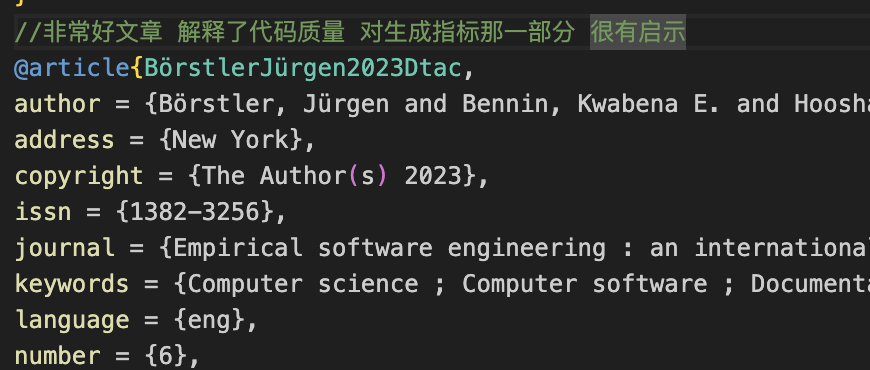 }
//非常好文章 解释了代码质量 对生成指标那一部分 很有启示
@article{BörstlerJürgen2023Dtac,
author = {Börstler, Jürgen and Bennin, Kwabena E. and Hoosha
address = {New York},
copyright = {The Author(s) 2023},
issn = {1382-3256},
journal = {Empirical software engineering : an international
keywords = {Computer science ; Computer software ; Documenta
language = {eng},
number = {6},